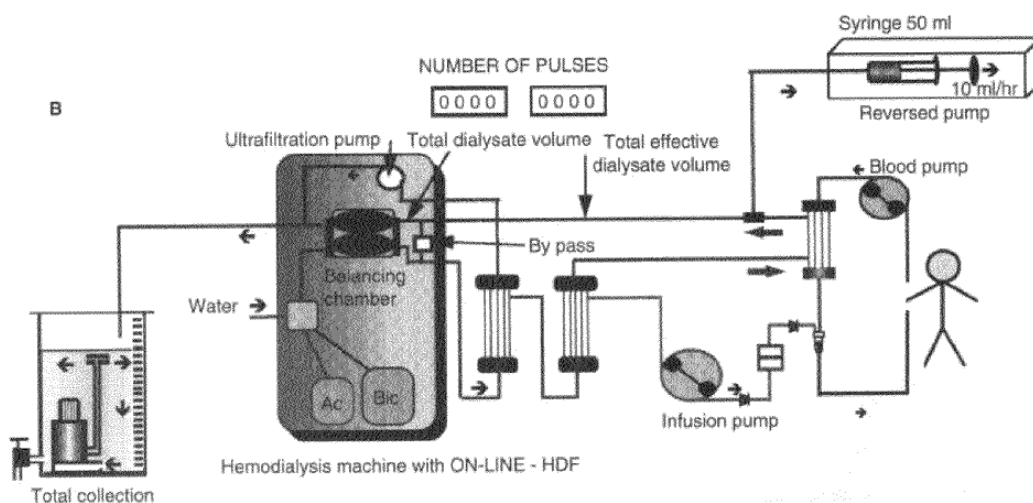 Syringe 50 ml
10 ml/hr
Reversed pump
NUMBER OF PULSES
0000 0000
B
Ultrafiltration pump
Total dialysate volume
Total effective
dialysate volume
Blood pump
By pass
Balancing
chamber
Water
Ac
Bic
Infusion pump
Hemodialysis machine with ON-LINE - HDF
Total collection